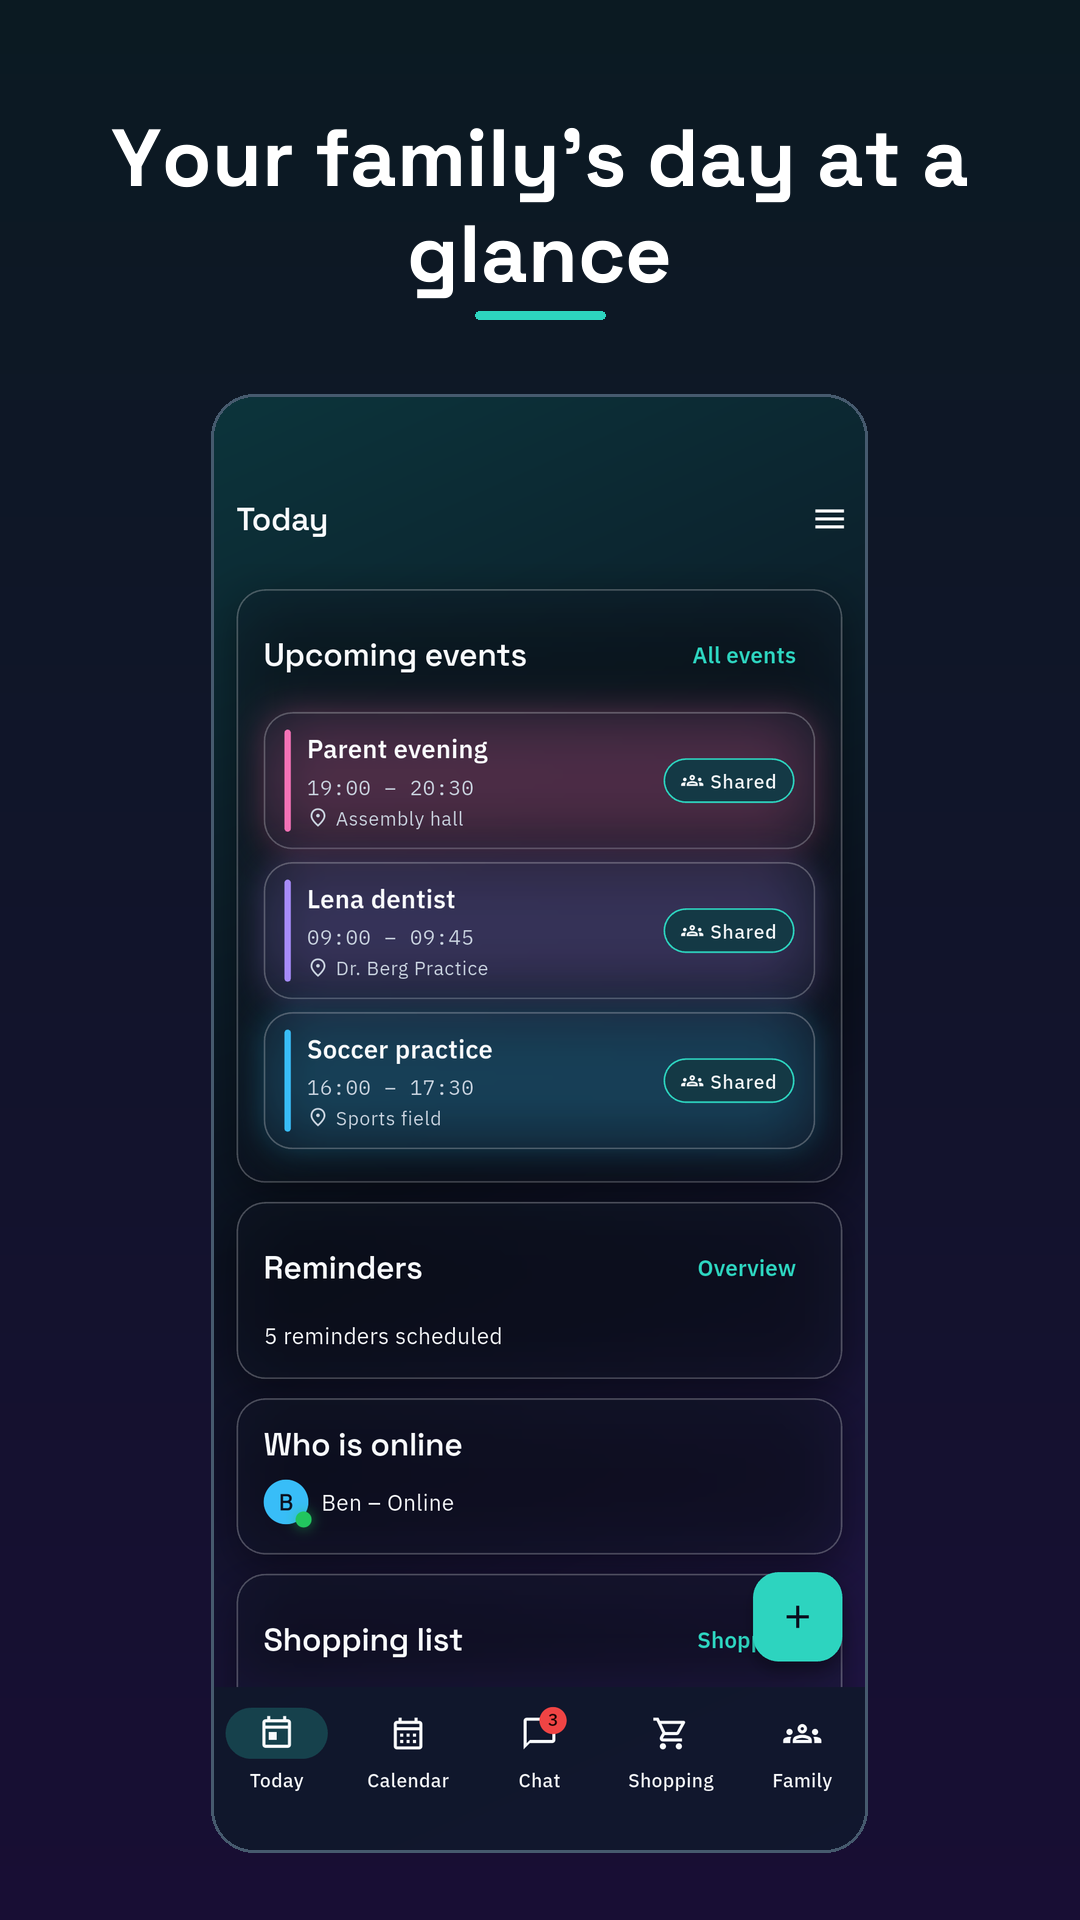 Your family’s day at a
glance
Today
Upcoming events
All events
Parent evening
19:00 – 20:30
Assembly hall
Shared
Lena dentist
09:00 – 09:45
Dr. Berg Practice
Shared
Soccer practice
16:00 – 17:30
Sports field
Shared
Reminders
Overview
5 reminders scheduled
Who is online
B
Ben – Online
Shopping list
+
3
Today
Calendar
Chat
Shopping
Family